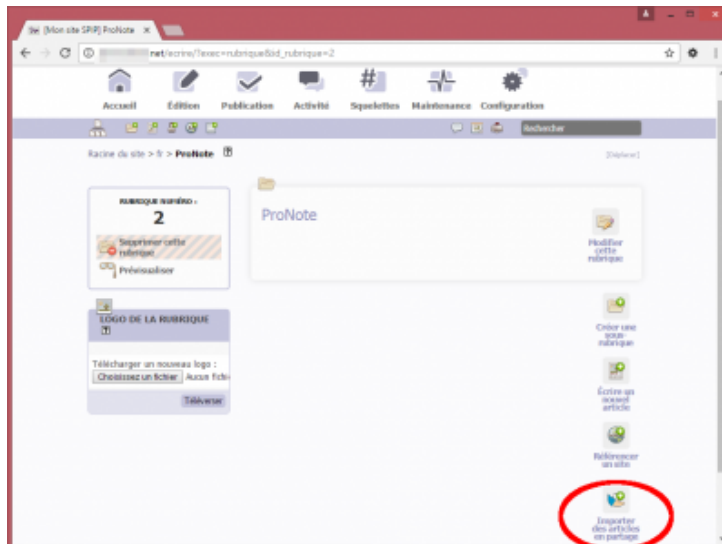 [Mon site SPIP] ProNote
net/ecrire/?exec=rubrique&id_rubrique=2
Accueil Édition Publication Activité Squelettes Maintenance Configuration
Rechercher
Racine du site > fr > ProNote
[Déplacer]
RUBRIQUE NUMÉRO :
2
Supprimer cette
rubrique
Prévisualiser
ProNote
Modifier
cette
rubrique
LOGO DE LA RUBRIQUE
Télécharger un nouveau logo :
Choisissez un fichier Aucun fichi
Téléverser
Créer une
sous-
rubrique
Écrire un
nouvel
article
Référencer
un site
Importer
des articles
en partage